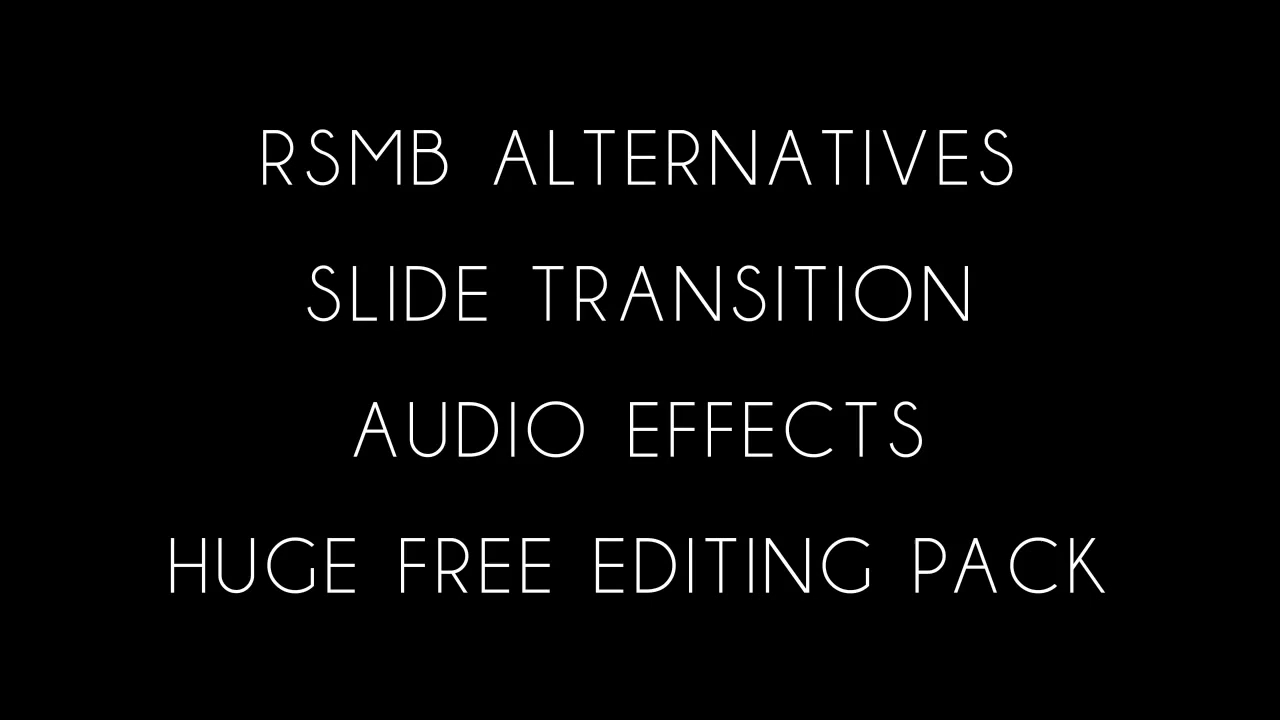 RSMB ALTERNATIVES
SLIDE TRANSITION
AUDIO EFFECTS
HUGE FREE EDITING PACK